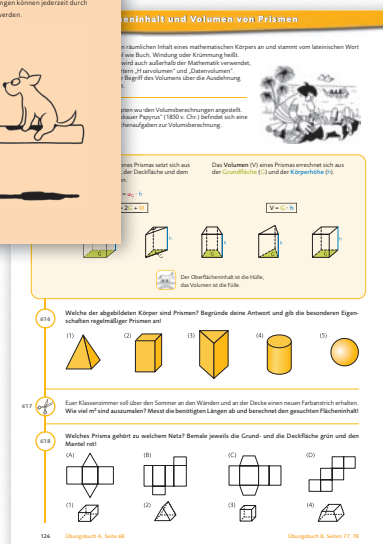 ngen können jederzeit durch
werden.
seninhalt und Volumen von Prismen
n räumlichen Inhalt eines mathematischen Körpers an und stammt vom lateinischen Wort
l wie Buch, Windung oder Krümmung heißt.
wird auch außerhalb der Mathematik verwendet,
tern „Haarvolumen" und „Datenvolumen".
r Begriff des Volumens über die Ausdehnung
t.
pten wurden Volumsberechnungen angestellt.
skauer Papyrus" (1850 v. Chr.) befindet sich eine
chenaufgaben zur Volumsberechnung.
ines Prismas setzt sich aus
, der Deckfläche und dem
n.
= u_G · h
= 2G + M
Das Volumen (V) eines Prismas errechnet sich aus
der Grundfläche (G) und der Körperhöhe (h).
V = G · h
G h G h G h G h G h
Der Oberflächeninhalt ist die Hülle,
das Volumen ist die Fülle.
616 Welche der abgebildeten Körper sind Prismen? Begründe deine Antwort und gib die besonderen Eigen-
schaften regelmäßiger Prismen an!
(1) (2) (3) (4) (5)
617 Euer Klassenzimmer soll über den Sommer an den Wänden und an der Decke einen neuen Farbanstrich erhalten.
Wie viel m² sind auszumalen? Messt die benötigten Längen ab und berechnet den gesuchten Flächeninhalt!
618 Welches Prisma gehört zu welchem Netz? Bemale jeweils die Grund- und die Deckfläche grün und den
Mantel rot!
(A) (B) (C) (D)
(1) (2) (3) (4)
126 Übungsbuch A, Seite 68 Übungsbuch B, Seiten 77, 78